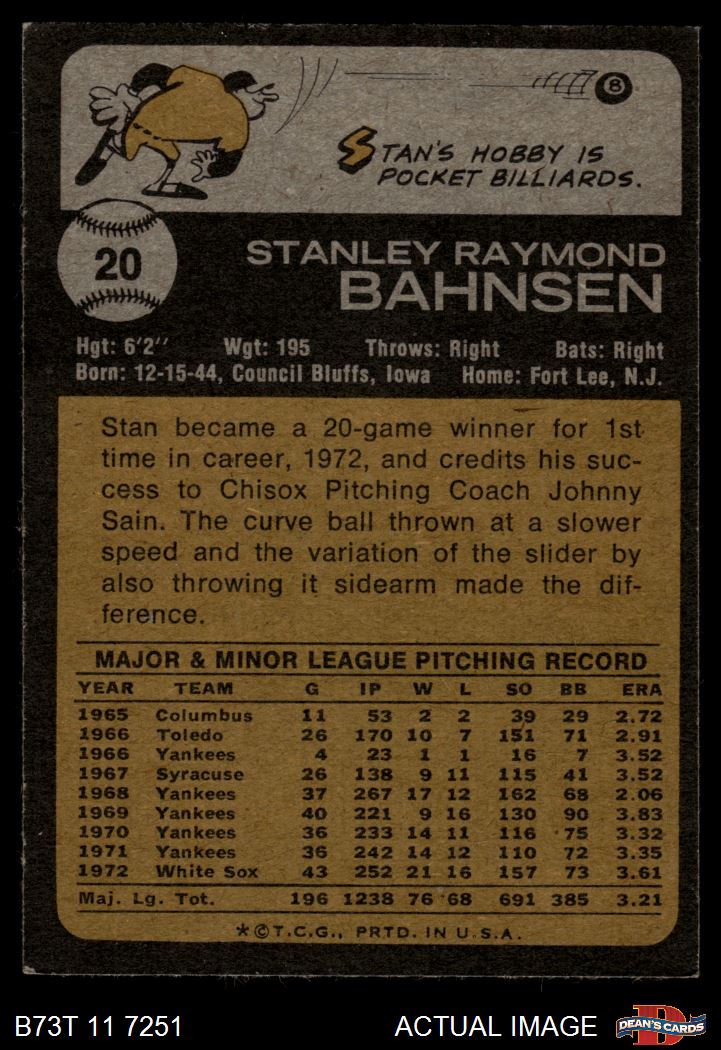 8
STAN'S HOBBY IS
POCKET BILLIARDS.
20
STANLEY RAYMOND
BAHNSEN
Hgt: 6'2" Wgt: 195 Throws: Right Bats: Right
Born: 12-15-44, Council Bluffs, Iowa Home: Fort Lee, N.J.
Stan became a 20-game winner for 1st
time in career, 1972, and credits his suc-
cess to Chisox Pitching Coach Johnny
Sain. The curve ball thrown at a slower
speed and the variation of the slider by
also throwing it sidearm made the dif-
ference.
MAJOR & MINOR LEAGUE PITCHING RECORD
YEAR TEAM G IP W L SO BB ERA
1965 Columbus 11 53 2 2 39 29 2.72
1966 Toledo 26 170 10 7 151 71 2.91
1966 Yankees 4 23 1 1 16 7 3.52
1967 Syracuse 26 138 9 11 115 41 3.52
1968 Yankees 37 267 17 12 162 68 2.06
1969 Yankees 40 221 9 16 130 90 3.83
1970 Yankees 36 233 14 11 116 75 3.32
1971 Yankees 36 242 14 12 110 72 3.35
1972 White Sox 43 252 21 16 157 73 3.61
Maj. Lg. Tot. 196 1238 76 68 691 385 3.21
*©T.C.G., PRTD. IN U.S.A.
B73T 11 7251 ACTUAL IMAGE
D
DEAN'S CARDS